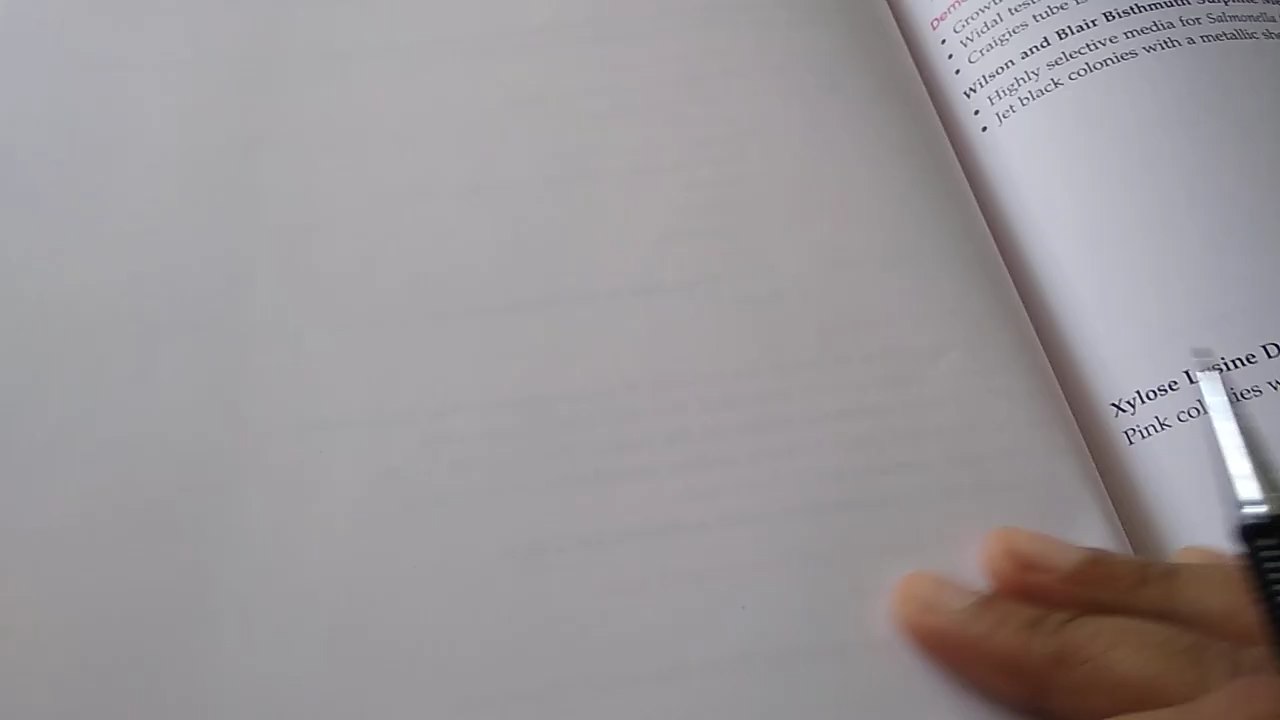 • Growth
• Widal test
• Craigies tube
Wilson and Blair Bisthmuth Sulphite
• Highly selective media for Salmonella
• Jet black colonies with a metallic
Xylose Lysine
Pink colonies